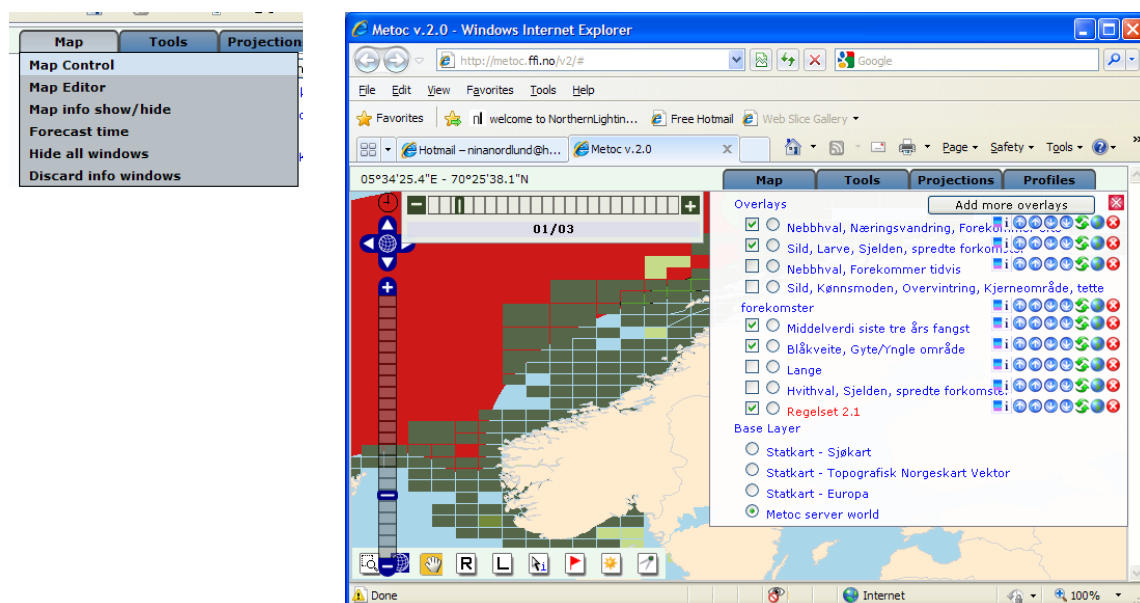 Map Tools Projection
Map Control
Map Editor
Map info show/hide
Forecast time
Hide all windows
Discard info windows
Metoc v.2.0 - Windows Internet Explorer
http://metoc.ffi.no/v2/#
Google
File Edit View Favorites Tools Help
Favorites welcome to NorthernLightin... Free Hotmail Web Slice Gallery
Hotmail – ninanordlund@h... Metoc v.2.0 X Page Safety Tools »
05°34'25.4"E - 70°25'38.1"N
Map Tools Projections Profiles
01/03
Overlays Add more overlays
Nebbhval, Næringsvandring, Forekommer ofte
Sild, Larve, Sjelden, spredte forkomster
Nebbhval, Forekommer tidvis
Sild, Kønnsmoden, Overvintring, Kjerneområde, tette
forekomster
Middelverdi siste tre års fangst
Blåkveite, Gyte/Yngle område
Lange
Hvithval, Sjelden, spredte forkomster
Regelset 2.1
Base Layer
Statkart - Sjøkart
Statkart - Topografisk Norgeskart Vektor
Statkart - Europa
Metoc server world
R L i
Done Internet 100%